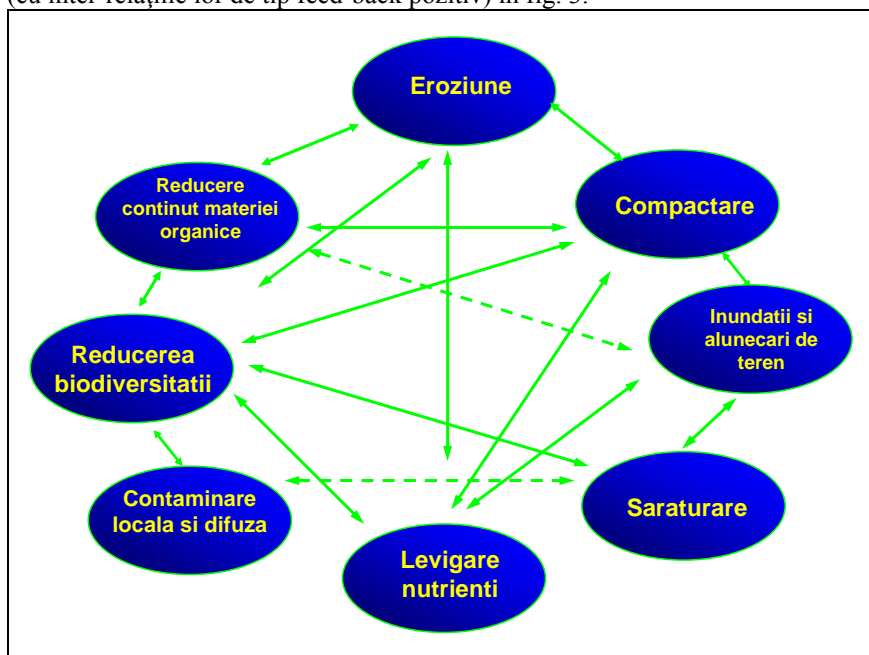 (cu inter-relațiile lor de tip feed-back pozitiv) în fig. 3.
Eroziune
Reducere
continut materiei
organice
Compactare
Inundatii si
alunecari de
teren
Reducerea
biodiversitatii
Contaminare
locala si difuza
Saraturare
Levigare
nutrienti